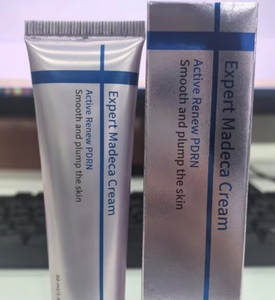 Expert Madeca Cream
Active Renew PDRN
Smooth and plump the skin
Expert Madeca Cream
Active Renew PDRN
Smooth and plump the skin